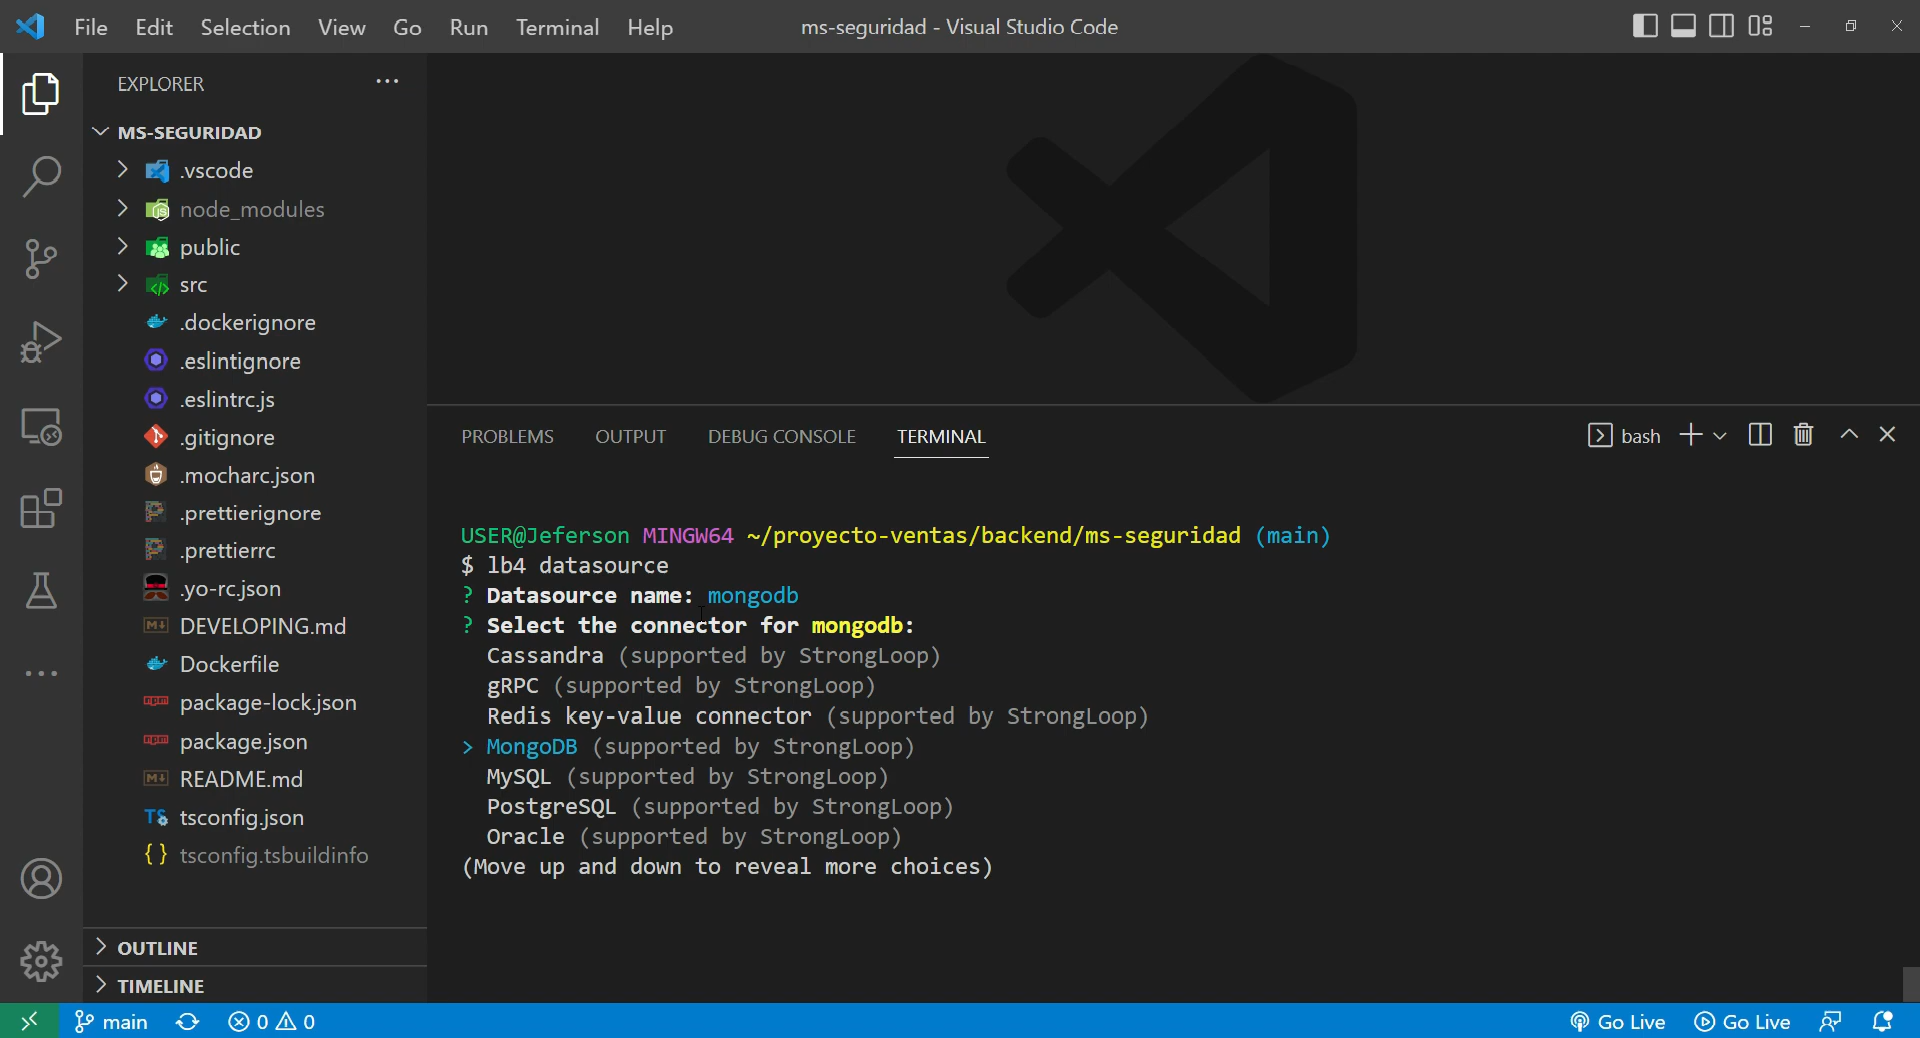 File Edit Selection View Go Run Terminal Help
ms-seguridad - Visual Studio Code
EXPLORER
MS-SEGURIDAD
.vscode
node_modules
public
src
.dockerignore
.eslintignore
.eslintrc.js
.gitignore
.mocharc.json
.prettierignore
.prettierrc
.yo-rc.json
DEVELOPING.md
Dockerfile
package-lock.json
package.json
README.md
tsconfig.json
tsconfig.tsbuildinfo
OUTLINE
TIMELINE
PROBLEMS OUTPUT DEBUG CONSOLE TERMINAL
bash
USER@Jeferson MINGW64 ~/proyecto-ventas/backend/ms-seguridad (main)
$ lb4 datasource
? Datasource name: mongodb
? Select the connector for mongodb:
Cassandra (supported by StrongLoop)
gRPC (supported by StrongLoop)
Redis key-value connector (supported by StrongLoop)
> MongoDB (supported by StrongLoop)
MySQL (supported by StrongLoop)
PostgreSQL (supported by StrongLoop)
Oracle (supported by StrongLoop)
(Move up and down to reveal more choices)
main 0 0
Go Live Go Live